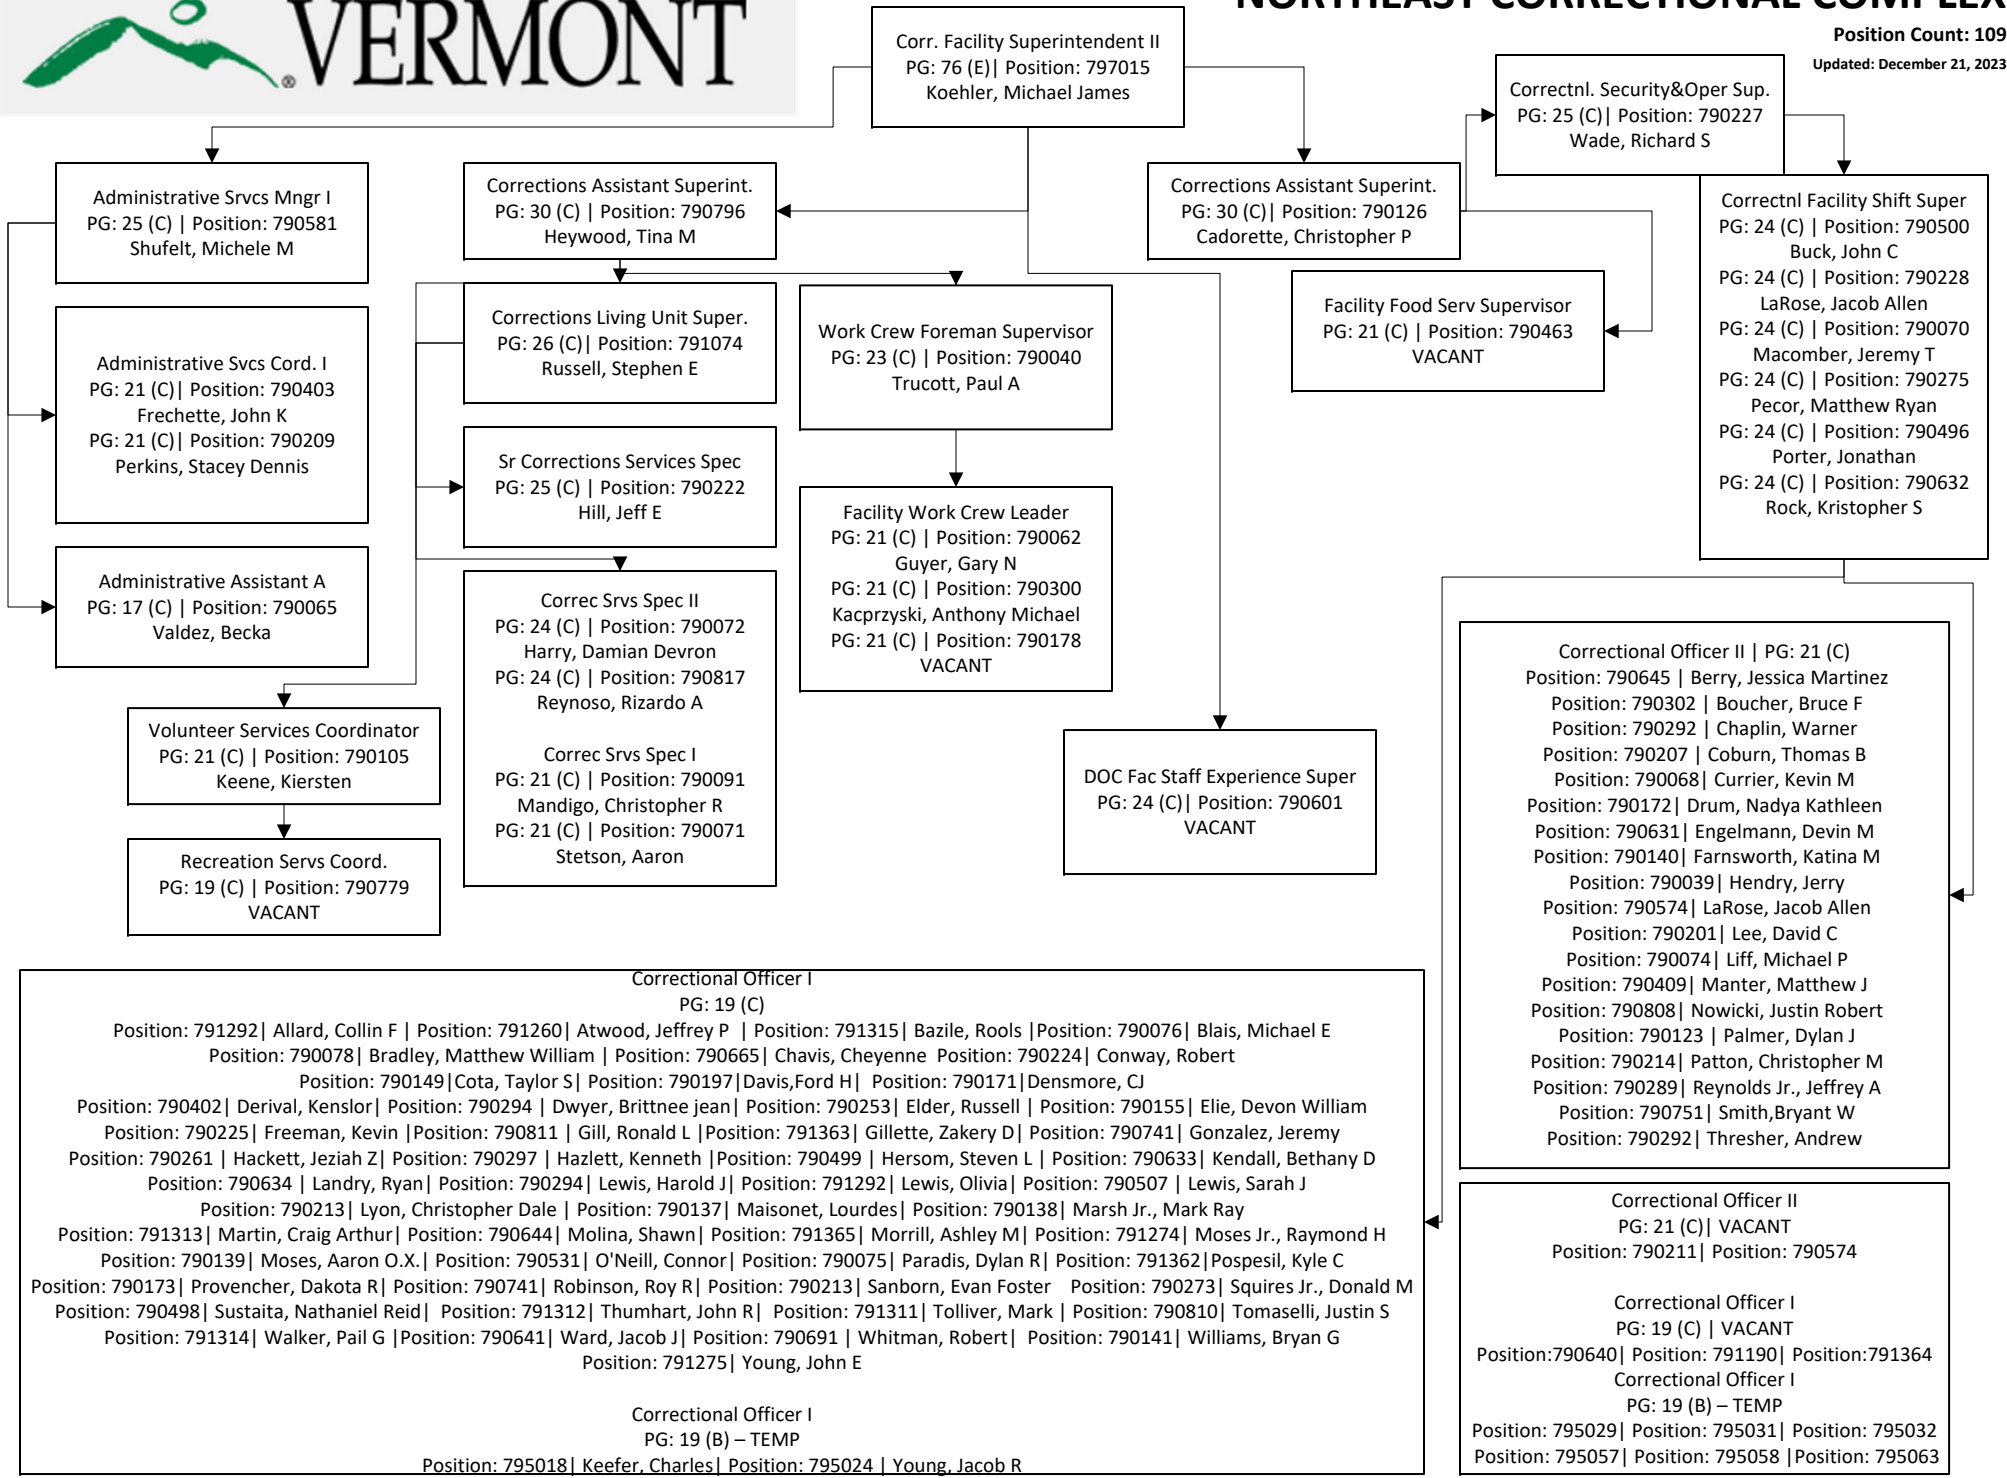 VERMONT
®
NORTHEAST CORRECTIONAL COMPLEX
Position Count: 109
Updated: December 21, 2023
Corr. Facility Superintendent II
PG: 76 (E)| Position: 797015
Koehler, Michael James
Correctnl. Security&Oper Sup.
PG: 25 (C)| Position: 790227
Wade, Richard S
Administrative Srvcs Mngr I
PG: 25 (C) | Position: 790581
Shufelt, Michele M
Corrections Assistant Superint.
PG: 30 (C) | Position: 790796
Heywood, Tina M
Corrections Assistant Superint.
PG: 30 (C)| Position: 790126
Cadorette, Christopher P
Correctnl Facility Shift Super
PG: 24 (C) | Position: 790500
Buck, John C
PG: 24 (C) | Position: 790228
LaRose, Jacob Allen
PG: 24 (C) | Position: 790070
Macomber, Jeremy T
PG: 24 (C) | Position: 790275
Pecor, Matthew Ryan
PG: 24 (C) | Position: 790496
Porter, Jonathan
PG: 24 (C) | Position: 790632
Rock, Kristopher S
Facility Food Serv Supervisor
PG: 21 (C) | Position: 790463
VACANT
Administrative Svcs Cord. I
PG: 21 (C)| Position: 790403
Frechette, John K
PG: 21 (C)| Position: 790209
Perkins, Stacey Dennis
Corrections Living Unit Super.
PG: 26 (C)| Position: 791074
Russell, Stephen E
Work Crew Foreman Supervisor
PG: 23 (C) | Position: 790040
Trucott, Paul A
Sr Corrections Services Spec
PG: 25 (C) | Position: 790222
Hill, Jeff E
Facility Work Crew Leader
PG: 21 (C) | Position: 790062
Guyer, Gary N
PG: 21 (C) | Position: 790300
Kacprzyski, Anthony Michael
PG: 21 (C) | Position: 790178
VACANT
Administrative Assistant A
PG: 17 (C) | Position: 790065
Valdez, Becka
Correc Srvs Spec II
PG: 24 (C) | Position: 790072
Harry, Damian Devron
PG: 24 (C) | Position: 790817
Reynoso, Rizardo A
Correc Srvs Spec I
PG: 21 (C) | Position: 790091
Mandigo, Christopher R
PG: 21 (C) | Position: 790071
Stetson, Aaron
Volunteer Services Coordinator
PG: 21 (C) | Position: 790105
Keene, Kiersten
DOC Fac Staff Experience Super
PG: 24 (C)| Position: 790601
VACANT
Recreation Servs Coord.
PG: 19 (C) | Position: 790779
VACANT
Correctional Officer II | PG: 21 (C)
Position: 790645 | Berry, Jessica Martinez
Position: 790302 | Boucher, Bruce F
Position: 790292 | Chaplin, Warner
Position: 790207 | Coburn, Thomas B
Position: 790068| Currier, Kevin M
Position: 790172| Drum, Nadya Kathleen
Position: 790631| Engelmann, Devin M
Position: 790140| Farnsworth, Katina M
Position: 790039| Hendry, Jerry
Position: 790574| LaRose, Jacob Allen
Position: 790201| Lee, David C
Position: 790074| Liff, Michael P
Position: 790409| Manter, Matthew J
Position: 790808| Nowicki, Justin Robert
Position: 790123 | Palmer, Dylan J
Position: 790214| Patton, Christopher M
Position: 790289| Reynolds Jr., Jeffrey A
Position: 790751| Smith,Bryant W
Position: 790292| Thresher, Andrew
Correctional Officer I
PG: 19 (C)
Position: 791292| Allard, Collin F | Position: 791260| Atwood, Jeffrey P | Position: 791315| Bazile, Rools |Position: 790076| Blais, Michael E
Position: 790078| Bradley, Matthew William | Position: 790665| Chavis, Cheyenne Position: 790224| Conway, Robert
Position: 790149|Cota, Taylor S| Position: 790197|Davis,Ford H| Position: 790171|Densmore, CJ
Position: 790402| Derival, Kenslor| Position: 790294 | Dwyer, Brittnee jean| Position: 790253| Elder, Russell | Position: 790155| Elie, Devon William
Position: 790225| Freeman, Kevin |Position: 790811 | Gill, Ronald L |Position: 791363| Gillette, Zakery D| Position: 790741| Gonzalez, Jeremy
Position: 790261 | Hackett, Jeziah Z| Position: 790297 | Hazlett, Kenneth |Position: 790499 | Hersom, Steven L | Position: 790633| Kendall, Bethany D
Position: 790634 | Landry, Ryan| Position: 790294| Lewis, Harold J| Position: 791292| Lewis, Olivia| Position: 790507 | Lewis, Sarah J
Position: 790213| Lyon, Christopher Dale | Position: 790137| Maisonet, Lourdes| Position: 790138| Marsh Jr., Mark Ray
Position: 791313| Martin, Craig Arthur| Position: 790644| Molina, Shawn| Position: 791365| Morrill, Ashley M| Position: 791274| Moses Jr., Raymond H
Position: 790139| Moses, Aaron O.X.| Position: 790531| O'Neill, Connor| Position: 790075| Paradis, Dylan R| Position: 791362|Pospesil, Kyle C
Position: 790173| Provencher, Dakota R| Position: 790741| Robinson, Roy R| Position: 790213| Sanborn, Evan Foster Position: 790273| Squires Jr., Donald M
Position: 790498| Sustaita, Nathaniel Reid| Position: 791312| Thumhart, John R| Position: 791311| Tolliver, Mark | Position: 790810| Tomaselli, Justin S
Position: 791314| Walker, Pail G |Position: 790641| Ward, Jacob J| Position: 790691 | Whitman, Robert| Position: 790141| Williams, Bryan G
Position: 791275| Young, John E
Correctional Officer I
PG: 19 (B) – TEMP
Position: 795018| Keefer, Charles| Position: 795024 | Young, Jacob R
Correctional Officer II
PG: 21 (C)| VACANT
Position: 790211| Position: 790574
Correctional Officer I
PG: 19 (C) | VACANT
Position:790640| Position: 791190| Position:791364
Correctional Officer I
PG: 19 (B) – TEMP
Position: 795029| Position: 795031| Position: 795032
Position: 795057| Position: 795058 |Position: 795063